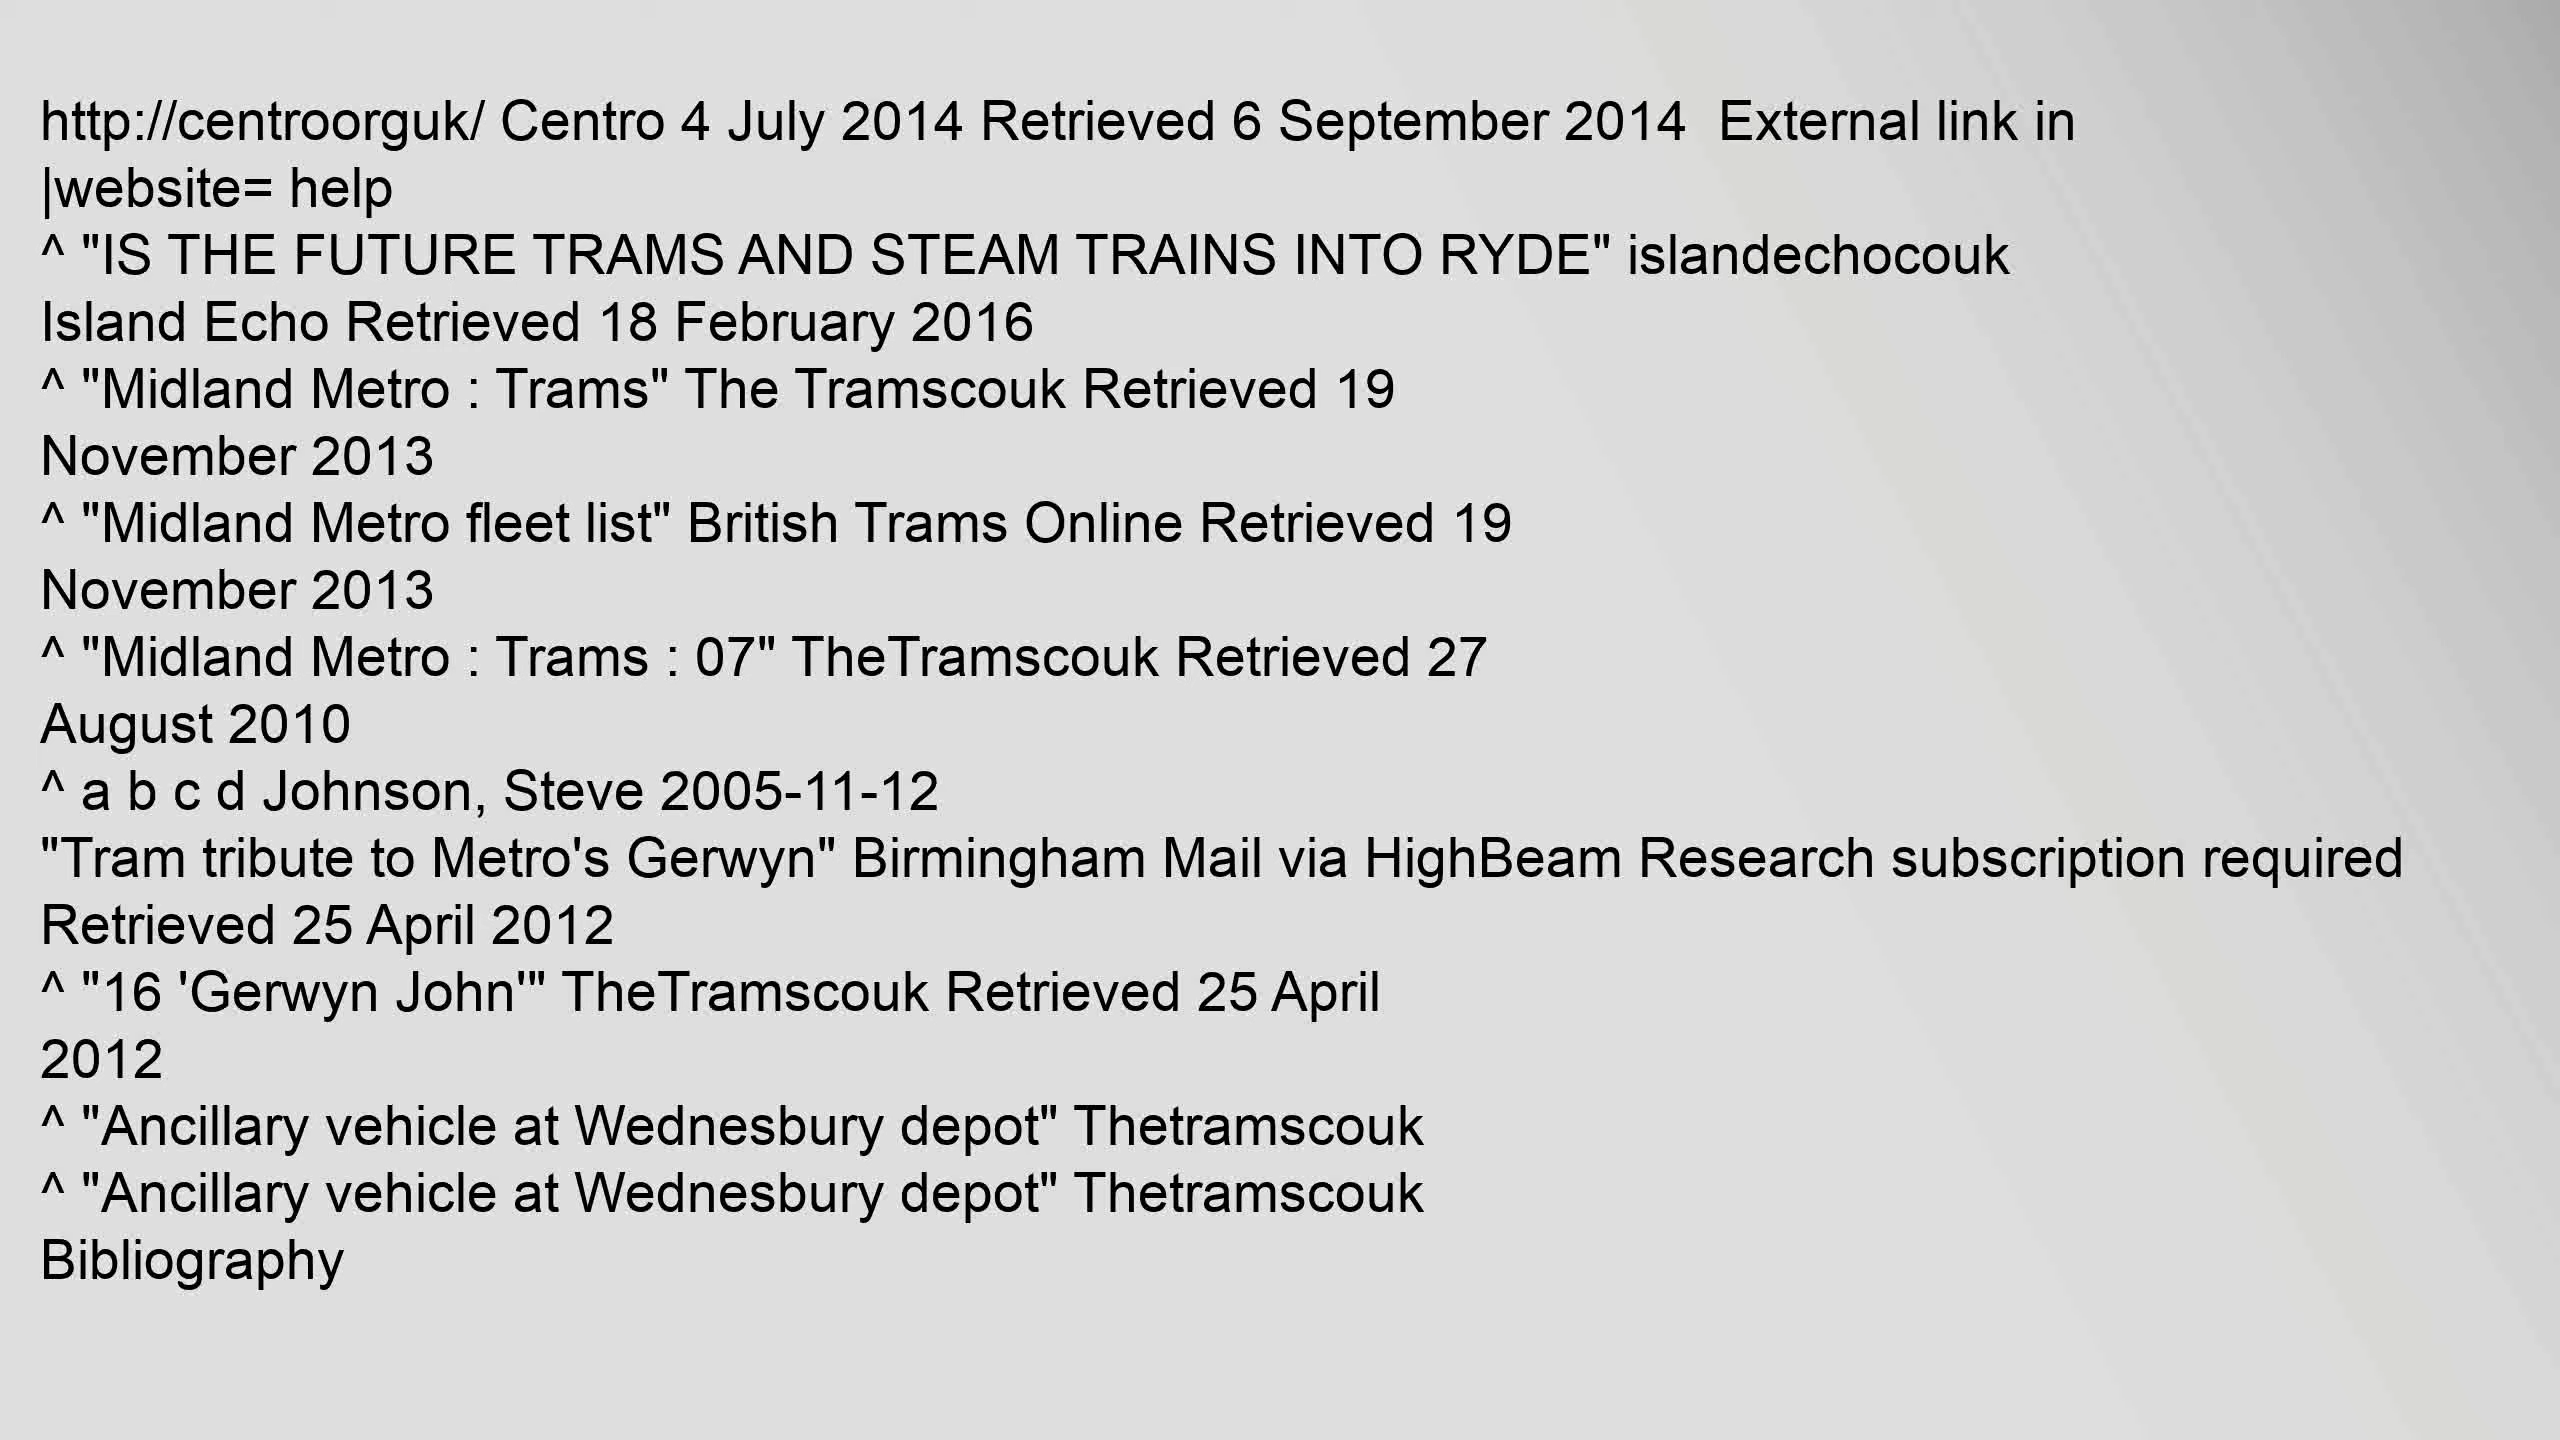 http://centroorguk/ Centro 4 July 2014 Retrieved 6 September 2014  External link in
|website= help
^ "IS THE FUTURE TRAMS AND STEAM TRAINS INTO RYDE" islandechocouk
Island Echo Retrieved 18 February 2016
^ "Midland Metro : Trams" The Tramscouk Retrieved 19
November 2013
^ "Midland Metro fleet list" British Trams Online Retrieved 19
November 2013
^ "Midland Metro : Trams : 07" TheTramscouk Retrieved 27
August 2010
^ a b c d Johnson, Steve 2005-11-12
"Tram tribute to Metro's Gerwyn" Birmingham Mail via HighBeam Research subscription required
Retrieved 25 April 2012
^ "16 'Gerwyn John'" TheTramscouk Retrieved 25 April
2012
^ "Ancillary vehicle at Wednesbury depot" Thetramscouk
^ "Ancillary vehicle at Wednesbury depot" Thetramscouk
Bibliography